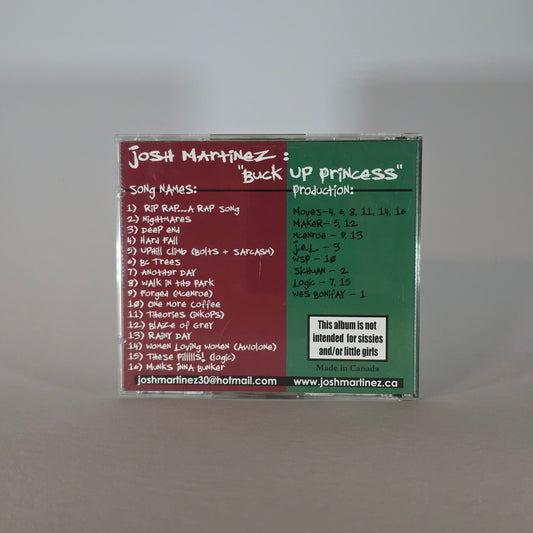 Josh Martinez:
"Buck Up Princess"
Song Names:
1) Rip Rap...A Rap Song
2) Nightmares
3) Deep End
4) Hard Fall
5) Uphill Climb (Bolts + Sarcasm)
6) BC Trees
7) Another Day
8) Walk in the Park
9) Forged (Mcenroe)
10) One More Coffee
11) Theories (Inkops)
12) Blaze of Grey
13) Rainy Day
14) Women Loving Women (Awolone)
15) These Fillllls! (Logic)
16) Munks Inna Bunker
joshmartinez30@hotmail.com
Production:
Moves-4, 6, 8, 11, 14, 16
Maker- 5, 12
Mcenroe - 9, 13
J.e.L. - 3
WSP - 10
Sichuan - 2
Logic - 7, 15
Wes Bonifay - 1
This album is not
intended for sissies
and/or little girls
Made in Canada
www.joshmartinez.ca